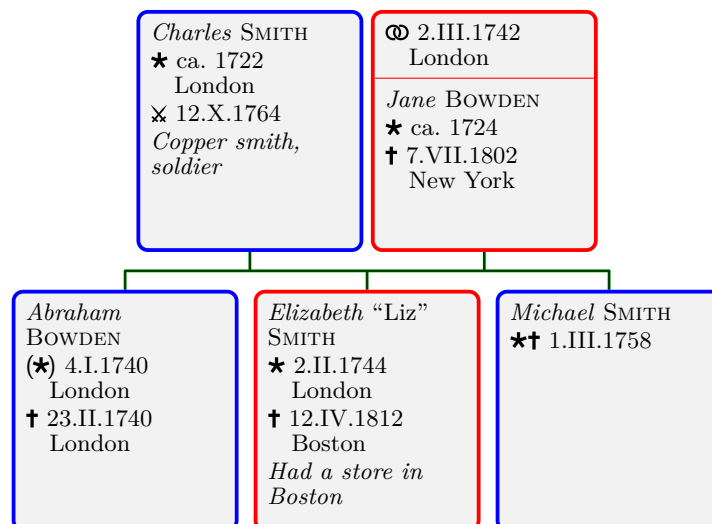 Charles SMITH
* ca. 1722
London
⚔ 12.X.1764
Copper smith,
soldier
⚭ 2.III.1742
London
Jane BOWDEN
* ca. 1724
† 7.VII.1802
New York
Abraham
BOWDEN
(*) 4.I.1740
London
† 23.II.1740
London
Elizabeth “Liz”
SMITH
* 2.II.1744
London
† 12.IV.1812
Boston
Had a store in
Boston
Michael SMITH
*† 1.III.1758